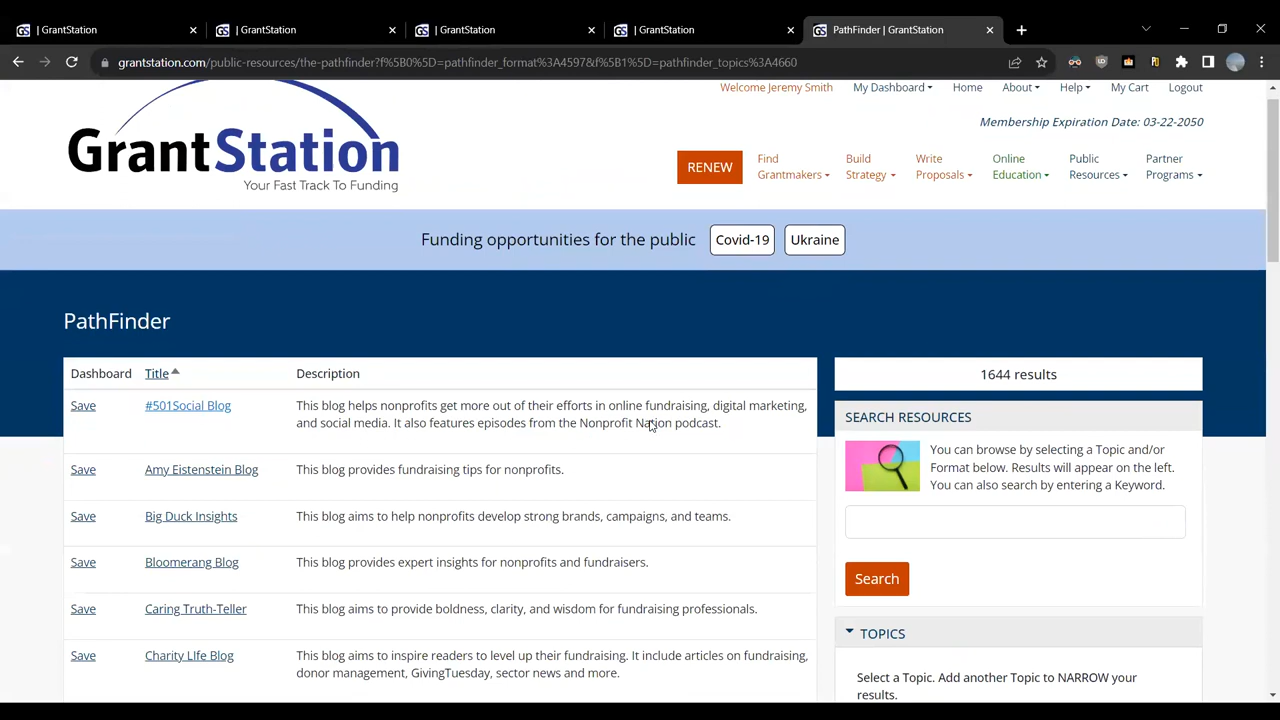 | GrantStation
| GrantStation
| GrantStation
| GrantStation
PathFinder | GrantStation
grantstation.com/public-resources/the-pathfinder?f%5B0%5D=pathfinder_format%3A4597&f%5B1%5D=pathfinder_topics%3A4660
Welcome Jeremy Smith My Dashboard Home About Help My Cart Logout
Membership Expiration Date: 03-22-2050
GrantStation
Your Fast Track To Funding
RENEW
Find Grantmakers
Build Strategy
Write Proposals
Online Education
Public Resources
Partner Programs
Funding opportunities for the public Covid-19 Ukraine
PathFinder
Dashboard Title Description
Save #501Social Blog This blog helps nonprofits get more out of their efforts in online fundraising, digital marketing,
and social media. It also features episodes from the Nonprofit Nation podcast.
Save Amy Eistenstein Blog This blog provides fundraising tips for nonprofits.
Save Big Duck Insights This blog aims to help nonprofits develop strong brands, campaigns, and teams.
Save Bloomerang Blog This blog provides expert insights for nonprofits and fundraisers.
Save Caring Truth-Teller This blog aims to provide boldness, clarity, and wisdom for fundraising professionals.
Save Charity LIfe Blog This blog aims to inspire readers to level up their fundraising. It include articles on fundraising,
donor management, GivingTuesday, sector news and more.
1644 results
SEARCH RESOURCES
You can browse by selecting a Topic and/or
Format below. Results will appear on the left.
You can also search by entering a Keyword.
Search
TOPICS
Select a Topic. Add another Topic to NARROW your
results.